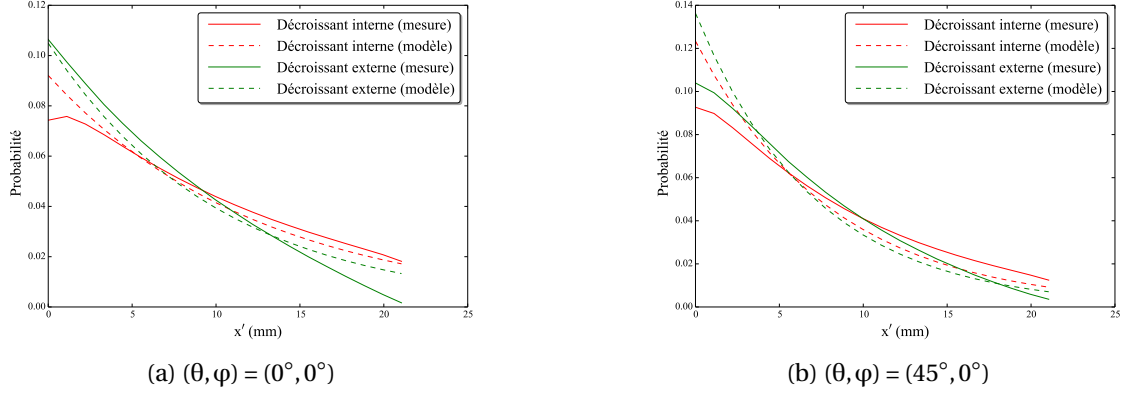 0.12
0.10
0.08
0.06
0.04
0.02
0.00
Probabilité
0
5
10
15
20
25
x′ (mm)
Décroissant interne (mesure)
Décroissant interne (modèle)
Décroissant externe (mesure)
Décroissant externe (modèle)
(a) (θ,φ) = (0°,0°)
0.14
0.12
0.10
0.08
0.06
0.04
0.02
0.00
Probabilité
0
5
10
15
20
25
x′ (mm)
Décroissant interne (mesure)
Décroissant interne (modèle)
Décroissant externe (mesure)
Décroissant externe (modèle)
(b) (θ,φ) = (45°,0°)